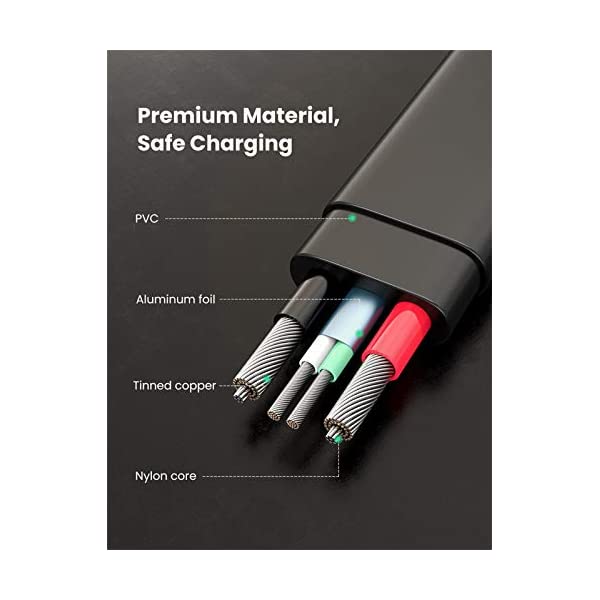 Premium Material,
Safe Charging
PVC
Aluminum foil
Tinned copper
Nylon core